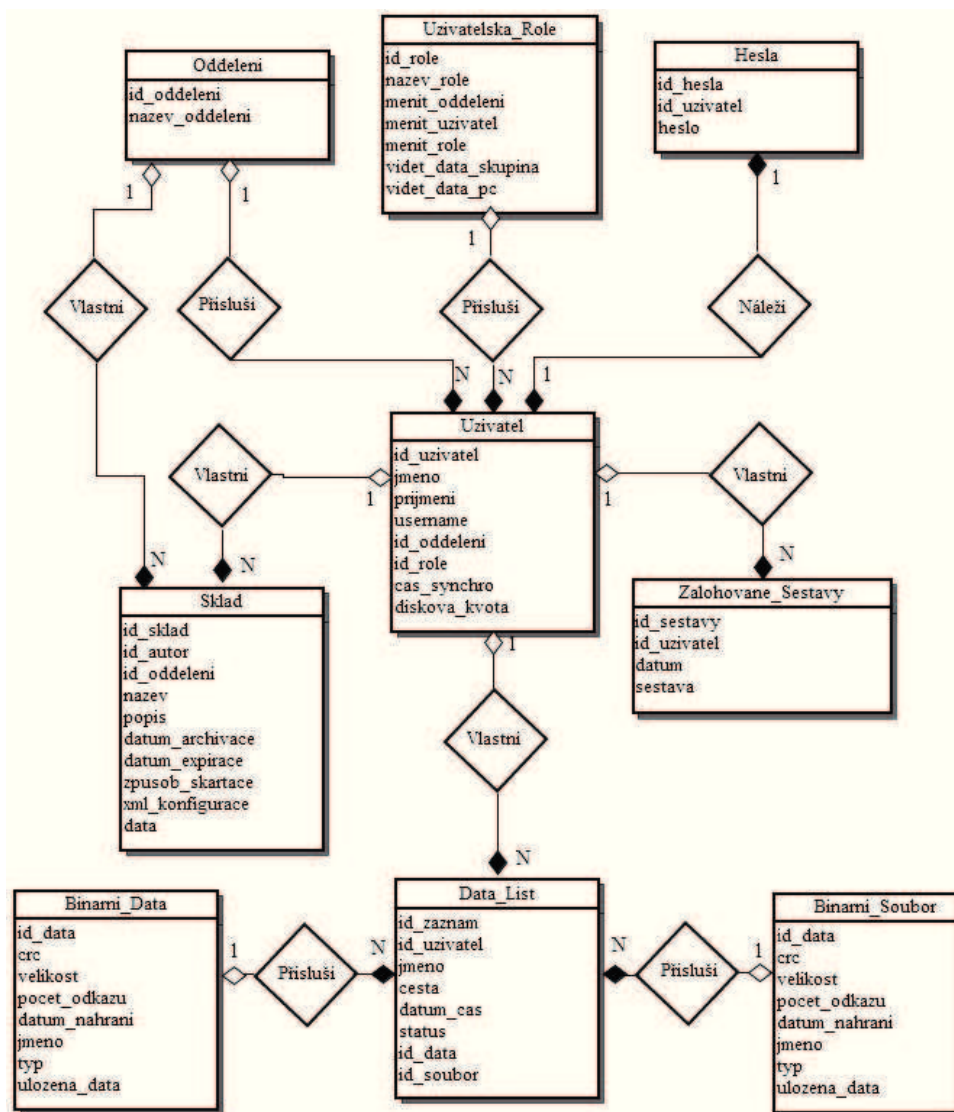 Uzivatelska_Role
id_role
nazev_role
menit_oddeleni
menit_uzivatel
menit_role
videt_data_skupina
videt_data_pc
Oddeleni
id_oddeleni
nazev_oddeleni
Hesla
id_hesla
id_uzivatel
heslo
1
1
1
1
Vlastni
Přísluší
Přísluší
Náleží
N
N
1
Uzivatel
id_uzivatel
jmeno
prijmeni
username
id_oddeleni
id_role
cas_synchro
diskova_kvota
Vlastni
1
1
Vlastni
N
N
N
Sklad
id_sklad
id_autor
id_oddeleni
nazev
popis
datum_archivace
datum_expirace
zpusob_skartace
xml_konfigurace
data
Zalohovane_Sestavy
id_sestavy
id_uzivatel
datum
sestava
1
Vlastni
N
Binarni_Data
id_data
crc
velikost
pocet_odkazu
datum_nahrani
jmeno
typ
ulozena_data
1
Přísluší
N
Data_List
id_zaznam
id_uzivatel
jmeno
cesta
datum_cas
status
id_data
id_soubor
N
Přísluší
1
Binarni_Soubor
id_data
crc
velikost
pocet_odkazu
datum_nahrani
jmeno
typ
ulozena_data